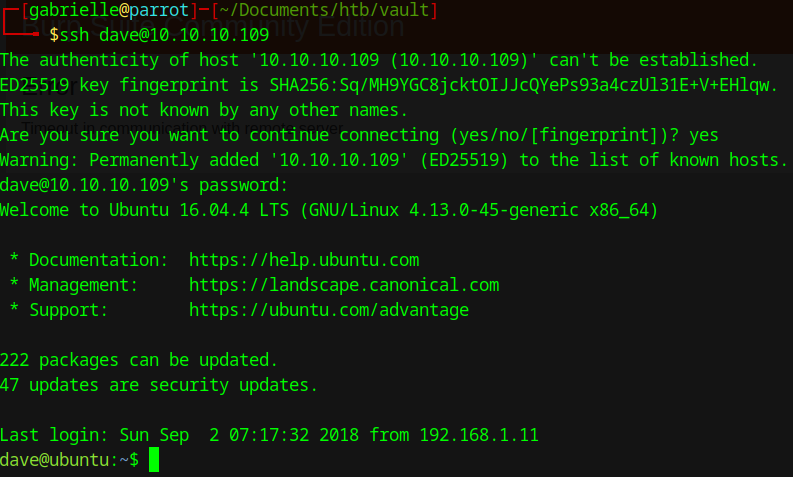 [gabrielle@parrot]-[~/Documents/htb/vault]
$ssh dave@10.10.10.109
The authenticity of host '10.10.10.109 (10.10.10.109)' can't be established.
ED25519 key fingerprint is SHA256:Sq/MH9YGC8jcktOIJJcQYePs93a4czUl31E+V+EHlqw.
This key is not known by any other names.
Are you sure you want to continue connecting (yes/no/[fingerprint])? yes
Warning: Permanently added '10.10.10.109' (ED25519) to the list of known hosts.
dave@10.10.10.109's password:
Welcome to Ubuntu 16.04.4 LTS (GNU/Linux 4.13.0-45-generic x86_64)
* Documentation: https://help.ubuntu.com
* Management: https://landscape.canonical.com
* Support: https://ubuntu.com/advantage
222 packages can be updated.
47 updates are security updates.
Last login: Sun Sep 2 07:17:32 2018 from 192.168.1.11
dave@ubuntu:~$